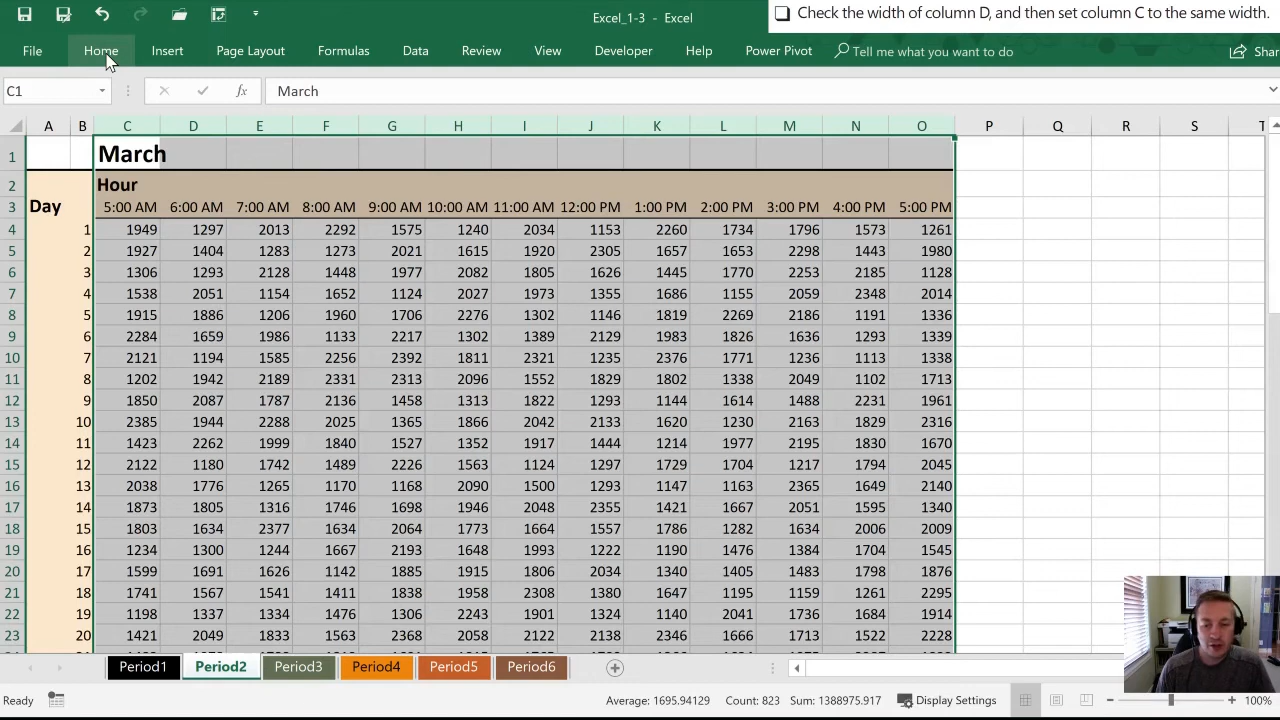 Excel_1-3 - Excel
Check the width of column D, and then set column C to the same width.
File Home Insert Page Layout Formulas Data Review View Developer Help Power Pivot Tell me what you want to do Shar
C1 fx March
A B C D E F G H I J K L M N O P Q R S T
1 March
2 Hour
3 Day 5:00 AM 6:00 AM 7:00 AM 8:00 AM 9:00 AM 10:00 AM 11:00 AM 12:00 PM 1:00 PM 2:00 PM 3:00 PM 4:00 PM 5:00 PM
4 1 1949 1297 2013 2292 1575 1240 2034 1153 2260 1734 1796 1573 1261
5 2 1927 1404 1283 1273 2021 1615 1920 2305 1657 1653 2298 1443 1980
6 3 1306 1293 2128 1448 1977 2082 1805 1626 1445 1770 2253 2185 1128
7 4 1538 2051 1154 1652 1124 2027 1973 1355 1686 1155 2059 2348 2014
8 5 1915 1886 1206 1960 1706 2276 1302 1146 1819 2269 2186 1191 1336
9 6 2284 1659 1986 1133 2217 1302 1389 2129 1983 1826 1636 1293 1339
10 7 2121 1194 1585 2256 2392 1811 2321 1235 2376 1771 1236 1113 1338
11 8 1202 1942 2189 2331 2313 2096 1552 1829 1802 1338 2049 1102 1713
12 9 1850 2087 1787 2136 1458 1313 1822 1293 1144 1614 1488 2231 1961
13 10 2385 1944 2288 2025 1365 1866 2042 2133 1620 1230 2163 1829 2316
14 11 1423 2262 1999 1840 1527 1352 1917 1444 1214 1977 2195 1830 1670
15 12 2122 1180 1742 1489 2226 1563 1124 1297 1729 1704 1217 1794 2045
16 13 2038 1776 1265 1170 1168 2090 1500 1293 1147 1163 2365 1649 2140
17 14 1873 1805 1316 1746 1698 1946 2048 2355 1421 1667 2051 1595 1340
18 15 1803 1634 2377 1634 2064 1773 1664 1557 1786 1282 1634 2006 2009
19 16 1234 1300 1244 1667 2193 1648 1993 1222 1190 1476 1384 1704 1545
20 17 1599 1691 1626 1142 1885 1915 1806 2034 1340 1405 1483 1798 1876
21 18 1741 1567 1541 1411 1838 1958 2308 1380 1647 1195 1159 1261 2295
22 19 1198 1337 1334 1476 1306 2243 1901 1324 1140 2041 1736 1684 1914
23 20 1421 2049 1833 1563 2368 2058 2122 2138 2346 1666 1713 1522 2228
Period1 Period2 Period3 Period4 Period5 Period6
Ready Average: 1695.94129 Count: 823 Sum: 1388975.917 Display Settings 100%